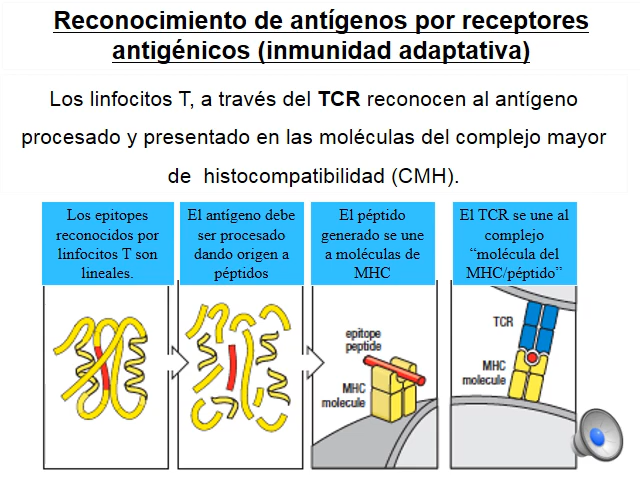 Reconocimiento de antígenos por receptores
antigénicos (inmunidad adaptativa)
Los linfocitos T, a través del TCR reconocen al antígeno
procesado y presentado en las moléculas del complejo mayor
de histocompatibilidad (CMH).
Los epitopes
reconocidos por
linfocitos T son
lineales.
El antígeno debe
ser procesado
dando origen a
péptidos
El péptido
generado se une
a moléculas de
MHC
El TCR se une al
complejo
“molécula del
MHC/péptido”
epitope
peptide
MHC
molecule
TCR
MHC
molecule